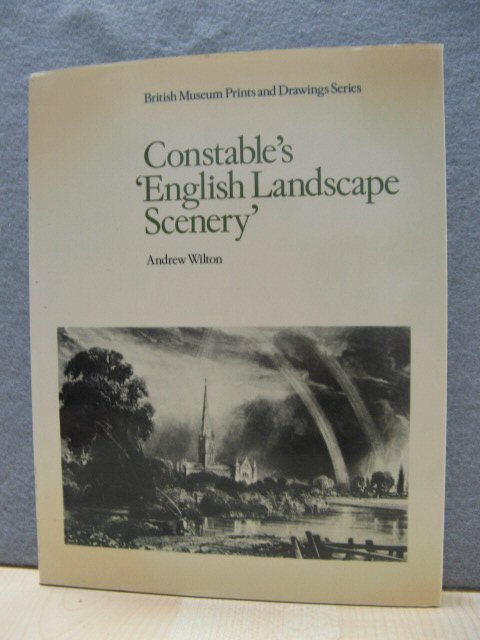 British Museum Prints and Drawings Series
Constable's
'English Landscape
Scenery'
Andrew Wilton